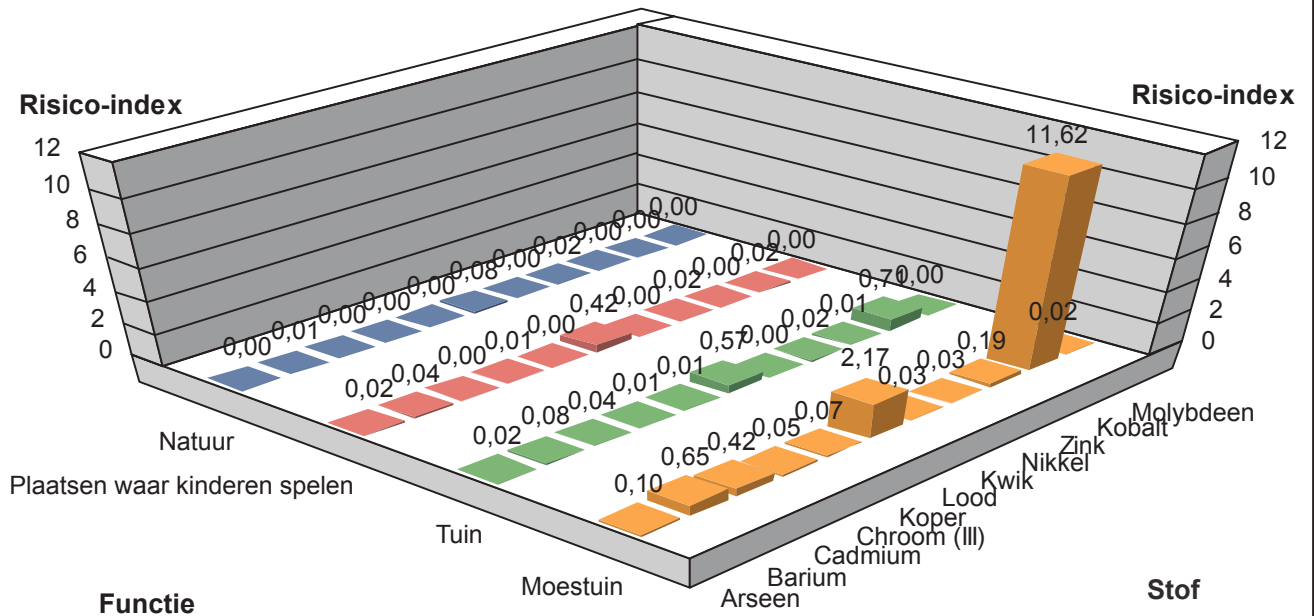 Risico-index
12
10
8
6
4
2
0
Risico-index
12
10
8
6
4
2
0
0,00 0,01 0,00 0,00 0,00 0,08 0,00 0,02 0,00 0,00 0,00
0,02 0,04 0,00 0,01 0,00 0,42 0,00 0,02 0,00 0,02 0,00
0,02 0,08 0,04 0,01 0,01 0,57 0,00 0,02 0,01 0,71 0,00
0,10 0,65 0,42 0,05 0,07 2,17 0,03 0,03 0,19 11,62 0,02
Natuur
Plaatsen waar kinderen spelen
Tuin
Moestuin
Functie
Arseen
Barium
Cadmium
Chroom (III)
Koper
Lood
Kwik
Nikkel
Zink
Kobalt
Molybdeen
Stof